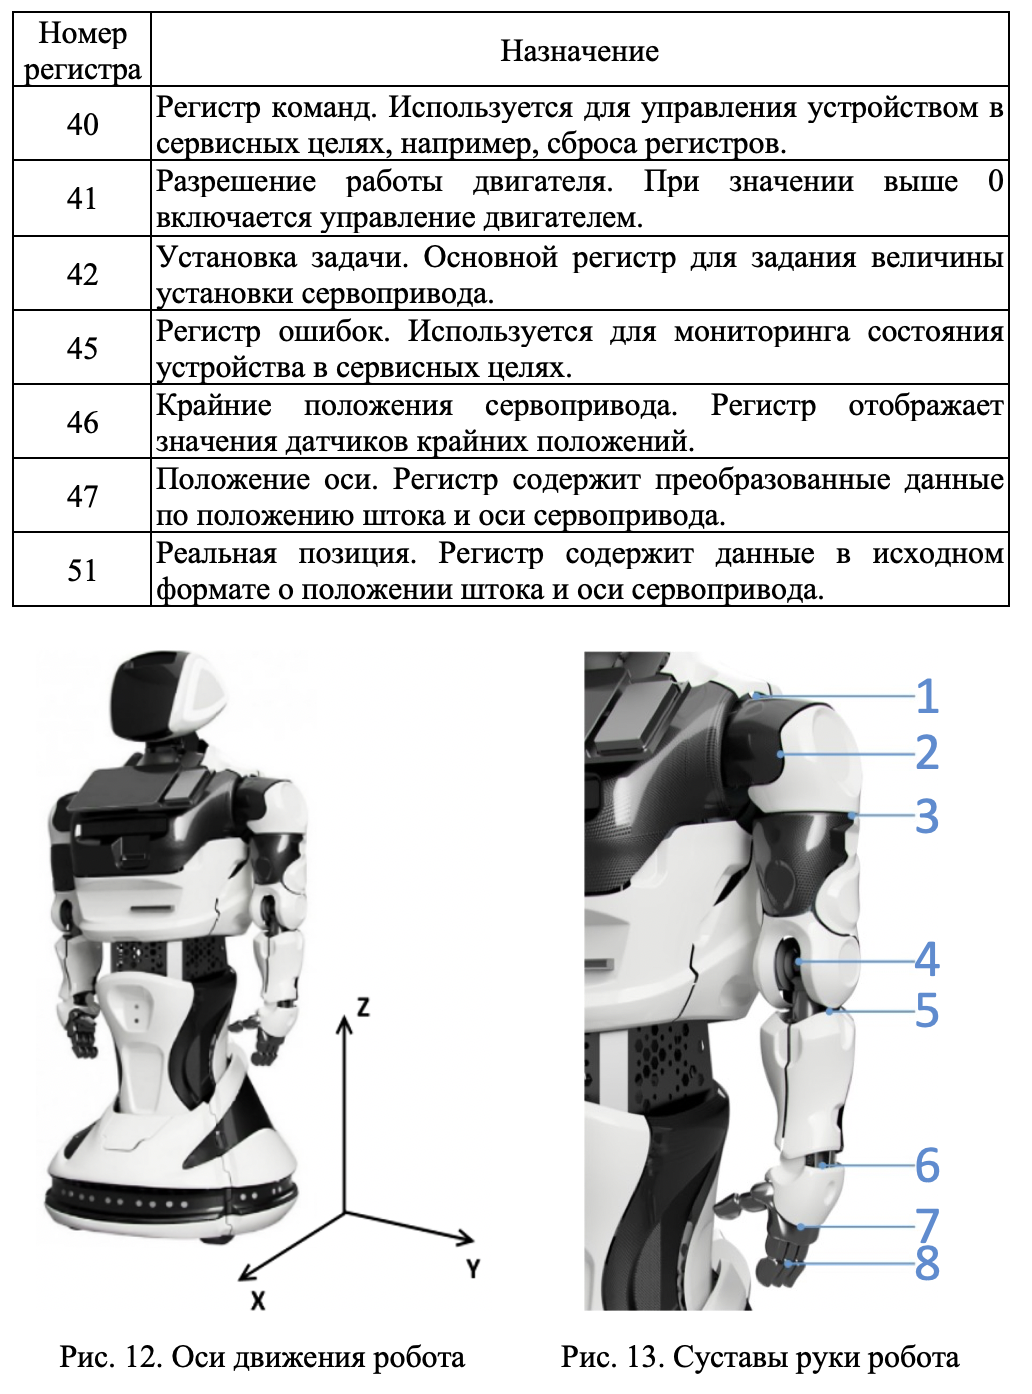 Номер
регистра
Назначение
40
Регистр команд. Используется для управления устройством в
сервисных целях, например, сброса регистров.
41
Разрешение работы двигателя. При значении выше 0
включается управление двигателем.
42
Установка задачи. Основной регистр для задания величины
установки сервопривода.
45
Регистр ошибок. Используется для мониторинга состояния
устройства в сервисных целях.
46
Крайние положения сервопривода. Регистр отображает
значения датчиков крайних положений.
47
Положение оси. Регистр содержит преобразованные данные
по положению штока и оси сервопривода.
51
Реальная позиция. Регистр содержит данные в исходном
формате о положении штока и оси сервопривода.
Z
Y
X
1
2
3
4
5
6
7
8
Рис. 12. Оси движения робота
Рис. 13. Суставы руки робота